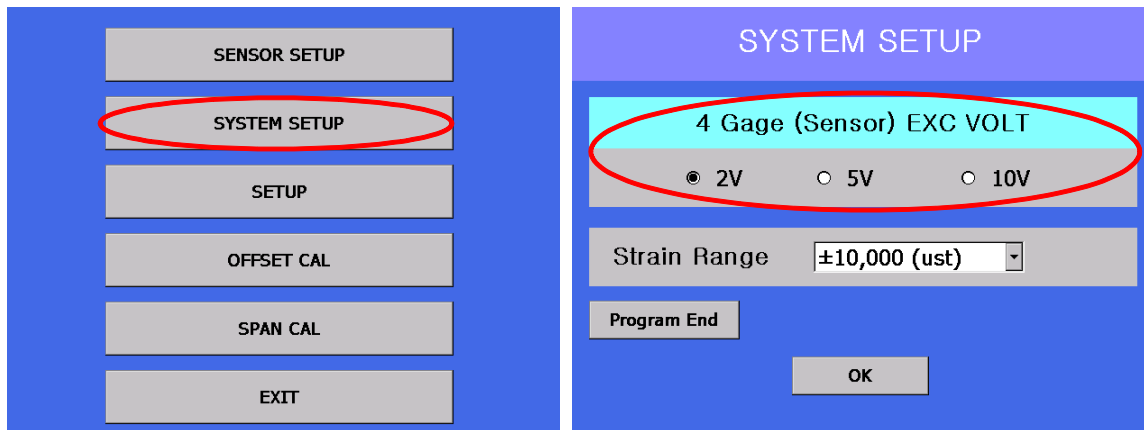 SENSOR SETUP
SYSTEM SETUP
SETUP
OFFSET CAL
SPAN CAL
EXIT
SYSTEM SETUP
4 Gage (Sensor) EXC VOLT
2V 5V 10V
Strain Range ±10,000 (ust)
Program End
OK